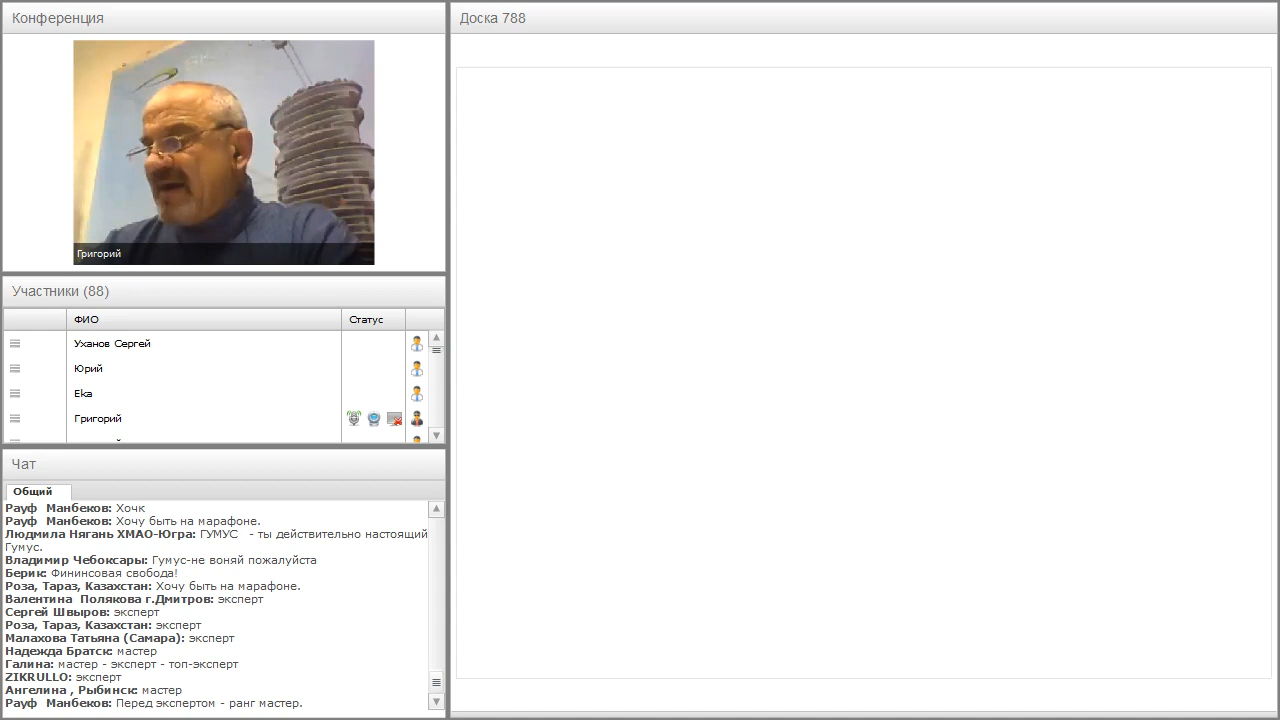 Конференция
Григорий
Участники (88)
ФИО
Статус
Уханов Сергей
Юрий
Eka
Григорий
Чат
Общий
Рауф Манбеков: Хочк
Рауф Манбеков: Хочу быть на марафоне.
Людмила Нягань ХМАО-Югра: ГУМУС - ты действительно настоящий
Гумус.
Владимир Чебоксары: Гумус-не воняй пожалуйста
Берик: Фининсовая свобода!
Роза, Тараз, Казахстан: Хочу быть на марафоне.
Валентина Полякова г.Дмитров: эксперт
Сергей Швыров: эксперт
Роза, Тараз, Казахстан: эксперт
Малахова Татьяна (Самара): эксперт
Надежда Братск: мастер
Галина: мастер - эксперт - топ-эксперт
ZIKRULLO: эксперт
Ангелина , Рыбинск: мастер
Рауф Манбеков: Перед экспертом - ранг мастер.
Доска 788